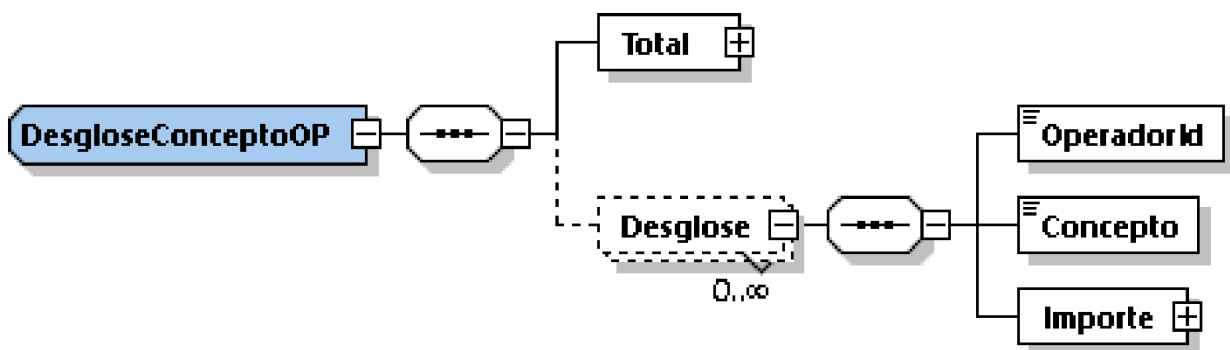 Total
DesgloseConceptoOP
OperadorId
Desglose
0..∞
Concepto
Importe